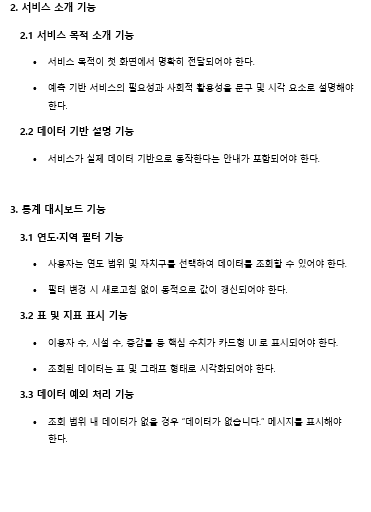 2. 서비스 소개 기능
2.1 서비스 목적 소개 기능
• 서비스 목적이 첫 화면에서 명확히 전달되어야 한다.
• 예측 기반 서비스의 필요성과 사회적 활용성을 문구 및 시각 요소로 설명해야
한다.
2.2 데이터 기반 설명 기능
• 서비스가 실제 데이터 기반으로 동작한다는 안내가 포함되어야 한다.
3. 통계 대시보드 기능
3.1 연도·지역 필터 기능
• 사용자는 연도 범위 및 자치구를 선택하여 데이터를 조회할 수 있어야 한다.
• 필터 변경 시 새로고침 없이 동적으로 값이 갱신되어야 한다.
3.2 표 및 지표 표시 기능
• 이용자 수, 시설 수, 증감률 등 핵심 수치가 카드형 UI 로 표시되어야 한다.
• 조회된 데이터는 표 및 그래프 형태로 시각화되어야 한다.
3.3 데이터 예외 처리 기능
• 조회 범위 내 데이터가 없을 경우 “데이터가 없습니다.” 메시지를 표시해야
한다.